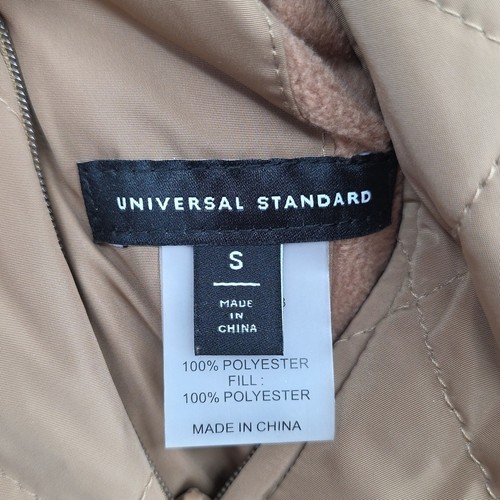 UNIVERSAL STANDARD
S
MADE
IN
CHINA
100% POLYESTER
FILL :
100% POLYESTER
MADE IN CHINA